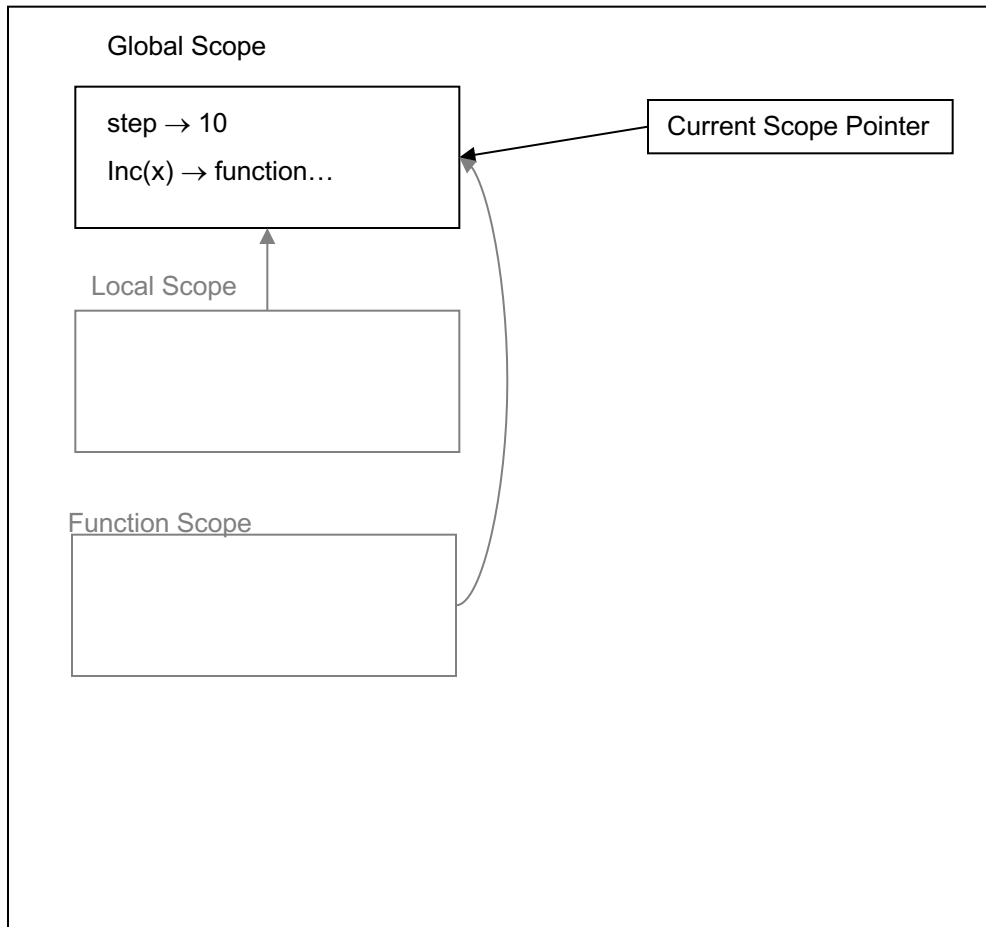 Global Scope
step → 10
Inc(x) → function…
Current Scope Pointer
Local Scope
Function Scope